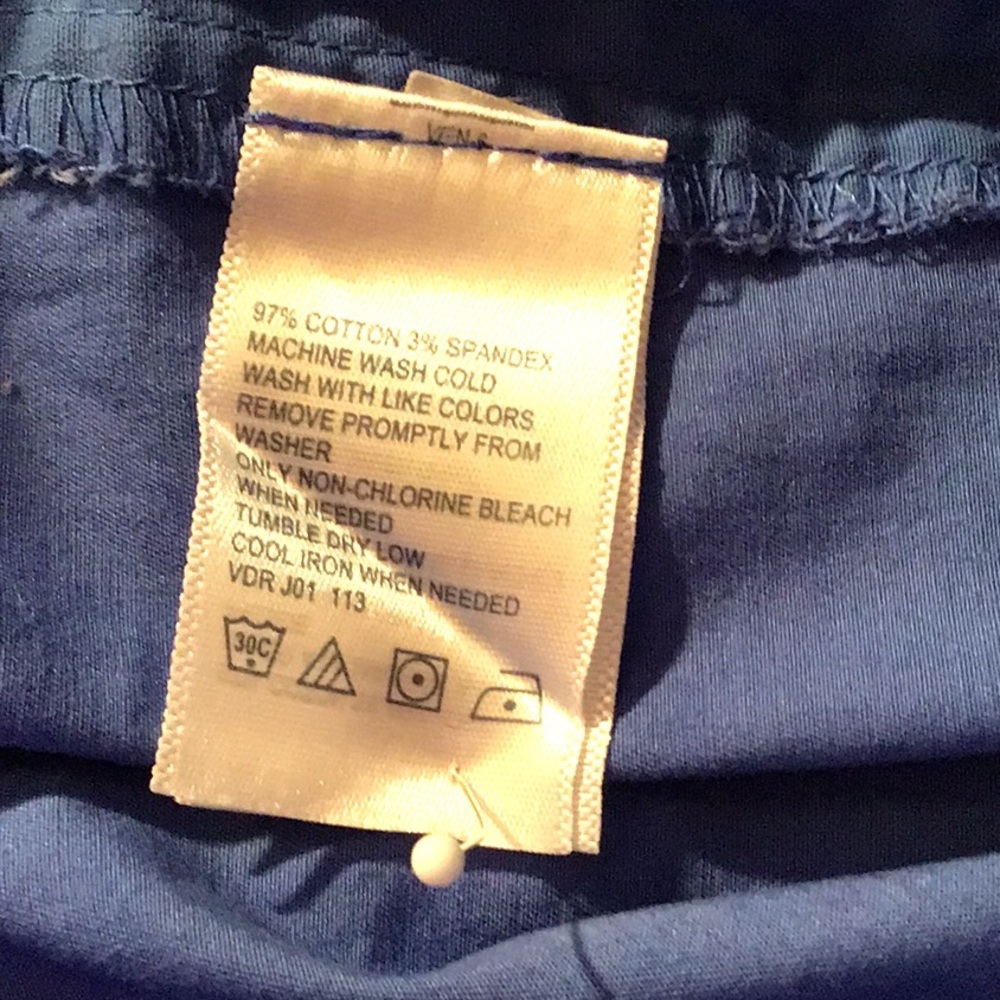 97% COTTON 3% SPANDEX
MACHINE WASH COLD
WASH WITH LIKE COLORS
REMOVE PROMPTLY FROM
WASHER
ONLY NON-CHLORINE BLEACH
WHEN NEEDED
TUMBLE DRY LOW
COOL IRON WHEN NEEDED
VDR J01 113
30C